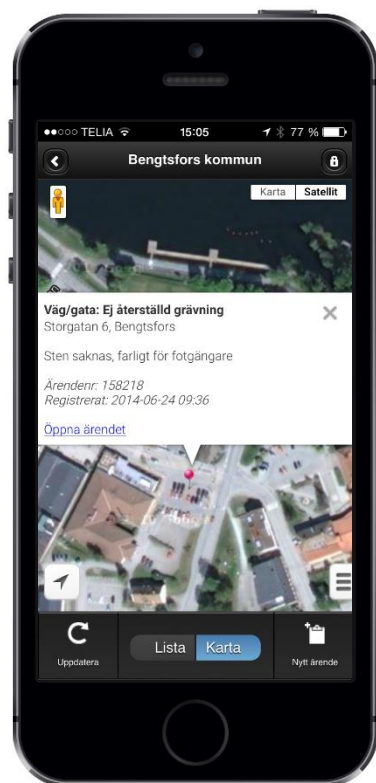 TELIA 15:05 77 %
Bengtsfors kommun
Karta Satellit
Väg/gata: Ej återställd grävning
Storgatan 6, Bengtsfors
Sten saknas, farligt för fotgängare
Ärendenr: 158218
Registrerat: 2014-06-24 09:36
Öppna ärendet
Lista Karta
Uppdatera Nytt ärende